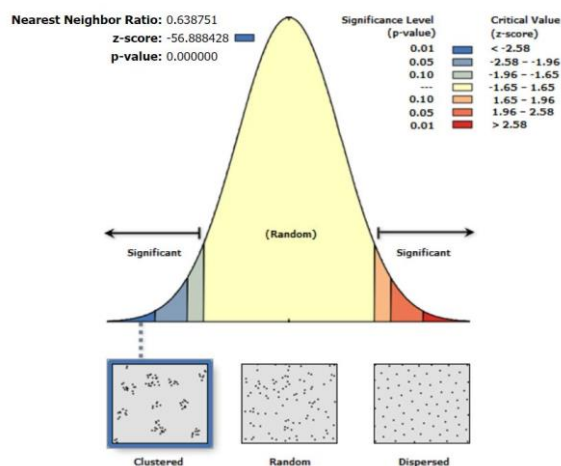 Nearest Neighbor Ratio: 0.638751
z-score: -56.888428
p-value: 0.000000
Significance Level
(p-value)
Critical Value
(z-score)
0.01 < -2.58
0.05 -2.58 – -1.96
0.10 -1.96 – -1.65
--- -1.65 – 1.65
0.10 1.65 – 1.96
0.05 1.96 – 2.58
0.01 > 2.58
(Random)
Significant
Significant
Clustered
Random
Dispersed